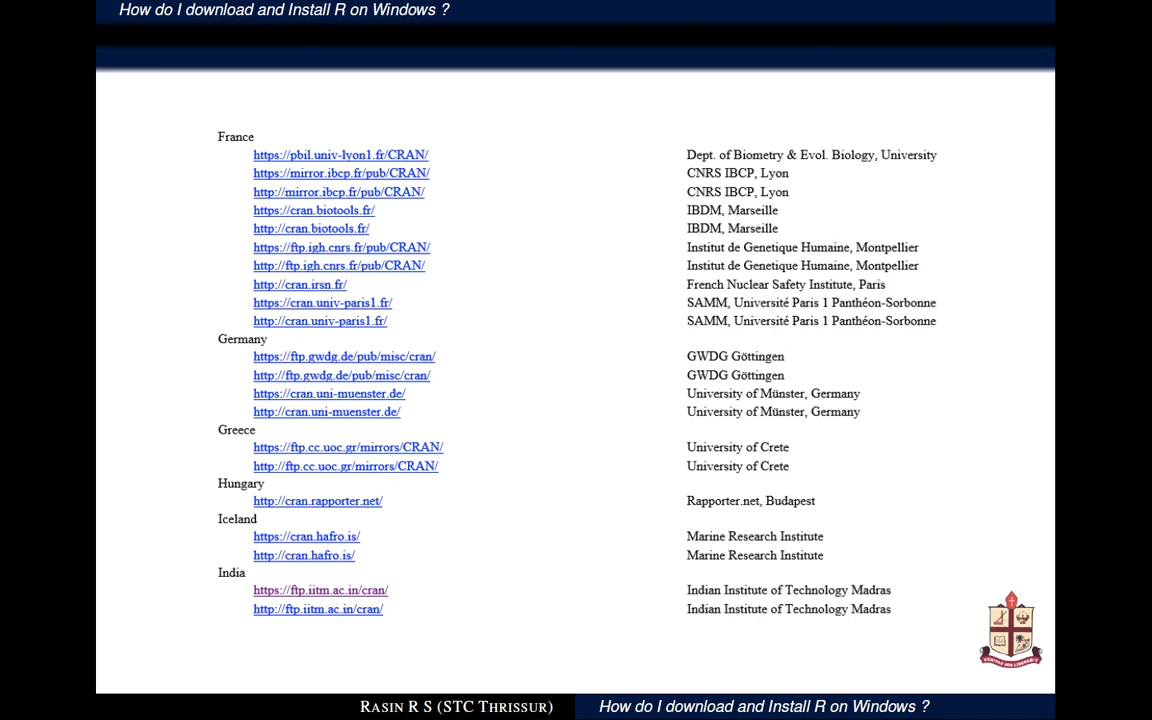 How do I download and Install R on Windows ?
France
https://pbil.univ-lyon1.fr/CRAN/ Dept. of Biometry & Evol. Biology, University
https://mirror.ibcp.fr/pub/CRAN/ CNRS IBCP, Lyon
http://mirror.ibcp.fr/pub/CRAN/ CNRS IBCP, Lyon
https://cran.biotools.fr/ IBDM, Marseille
http://cran.biotools.fr/ IBDM, Marseille
https://ftp.igh.cnrs.fr/pub/CRAN/ Institut de Genetique Humaine, Montpellier
http://ftp.igh.cnrs.fr/pub/CRAN/ Institut de Genetique Humaine, Montpellier
http://cran.irsn.fr/ French Nuclear Safety Institute, Paris
https://cran.univ-paris1.fr/ SAMM, Université Paris 1 Panthéon-Sorbonne
http://cran.univ-paris1.fr/ SAMM, Université Paris 1 Panthéon-Sorbonne
Germany
https://ftp.gwdg.de/pub/misc/cran/ GWDG Göttingen
http://ftp.gwdg.de/pub/misc/cran/ GWDG Göttingen
https://cran.uni-muenster.de/ University of Münster, Germany
http://cran.uni-muenster.de/ University of Münster, Germany
Greece
https://ftp.cc.uoc.gr/mirrors/CRAN/ University of Crete
http://ftp.cc.uoc.gr/mirrors/CRAN/ University of Crete
Hungary
http://cran.rapporter.net/ Rapporter.net, Budapest
Iceland
https://cran.hafro.is/ Marine Research Institute
http://cran.hafro.is/ Marine Research Institute
India
https://ftp.iitm.ac.in/cran/ Indian Institute of Technology Madras
http://ftp.iitm.ac.in/cran/ Indian Institute of Technology Madras
VERITAS VOS LIBERABIT
RASIN R S (STC THRISSUR) How do I download and Install R on Windows ?